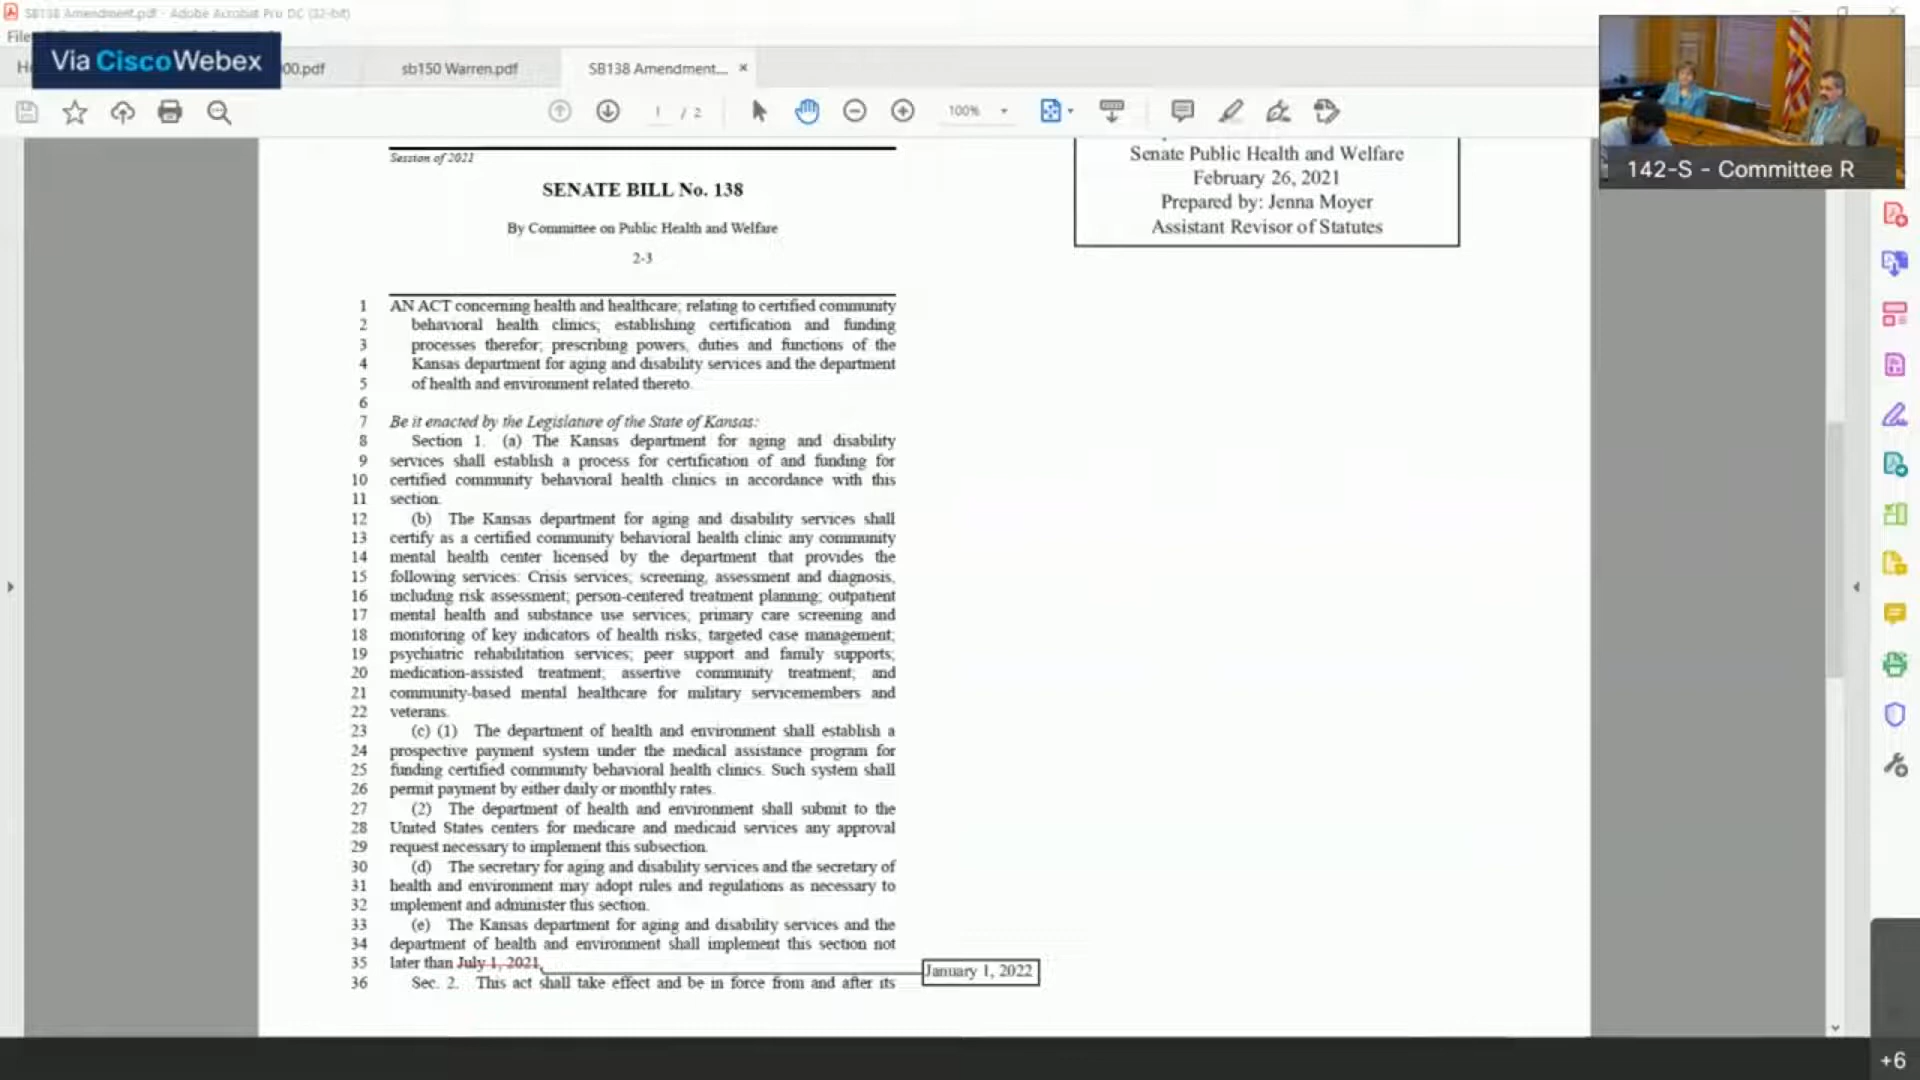 SB138 Amendment.pdf - Adobe Acrobat Pro DC (32-bit)
File
Via CiscoWebex
00.pdf
sb150 Warren.pdf
SB138 Amendment...
1 / 2
100%
142-S - Committee R
Session of 2021
SENATE BILL No. 138
By Committee on Public Health and Welfare
2-3
Senate Public Health and Welfare
February 26, 2021
Prepared by: Jenna Moyer
Assistant Revisor of Statutes
1 AN ACT concerning health and healthcare; relating to certified community
2 behavioral health clinics; establishing certification and funding
3 processes therefor; prescribing powers, duties and functions of the
4 Kansas department for aging and disability services and the department
5 of health and environment related thereto.
6
7 Be it enacted by the Legislature of the State of Kansas:
8 Section 1. (a) The Kansas department for aging and disability
9 services shall establish a process for certification of and funding for
10 certified community behavioral health clinics in accordance with this
11 section.
12 (b) The Kansas department for aging and disability services shall
13 certify as a certified community behavioral health clinic any community
14 mental health center licensed by the department that provides the
15 following services: Crisis services; screening, assessment and diagnosis,
16 including risk assessment; person-centered treatment planning; outpatient
17 mental health and substance use services; primary care screening and
18 monitoring of key indicators of health risks; targeted case management;
19 psychiatric rehabilitation services; peer support and family supports;
20 medication-assisted treatment; assertive community treatment; and
21 community-based mental healthcare for military servicemembers and
22 veterans.
23 (c) (1) The department of health and environment shall establish a
24 prospective payment system under the medical assistance program for
25 funding certified community behavioral health clinics. Such system shall
26 permit payment by either daily or monthly rates.
27 (2) The department of health and environment shall submit to the
28 United States centers for medicare and medicaid services any approval
29 request necessary to implement this subsection.
30 (d) The secretary for aging and disability services and the secretary of
31 health and environment may adopt rules and regulations as necessary to
32 implement and administer this section.
33 (e) The Kansas department for aging and disability services and the
34 department of health and environment shall implement this section not
35 later than July 1, 2021.
January 1, 2022
36 Sec. 2. This act shall take effect and be in force from and after its
+6